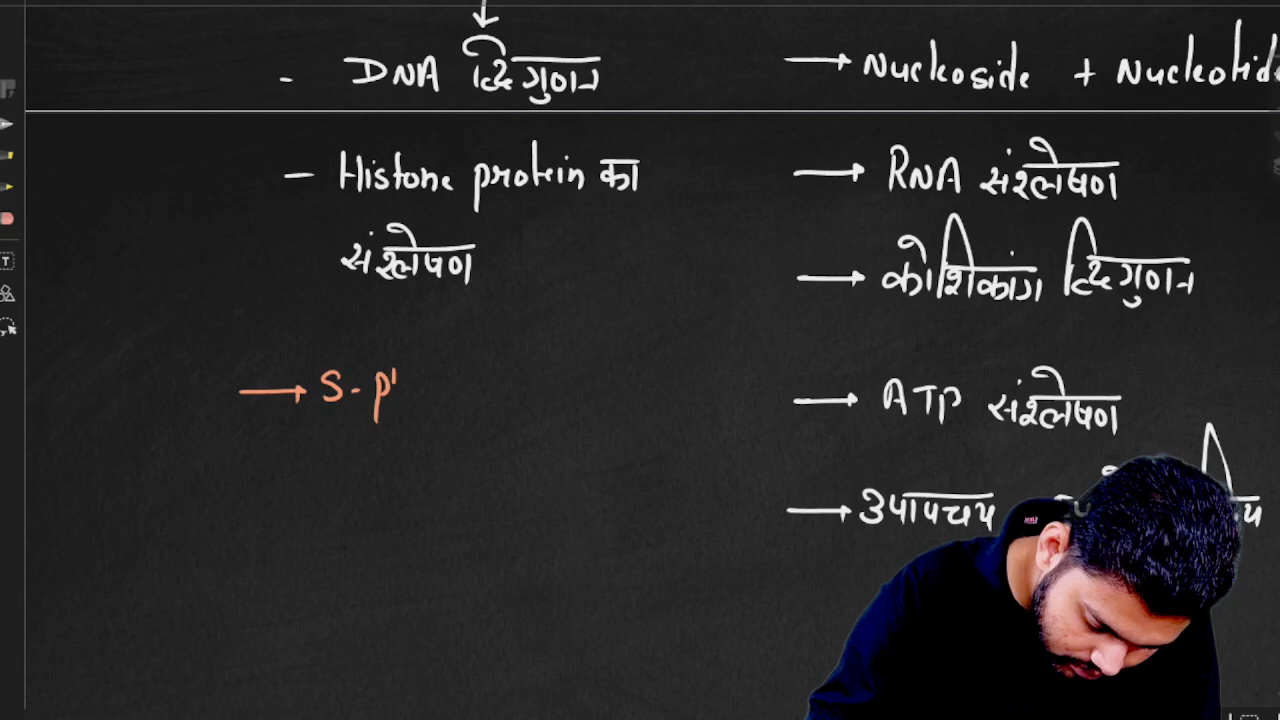 - DNA द्विगुणन → Nucleoside + Nucleotide
- Histone protein का
संश्लेषण
→ RNA संश्लेषण
→ कोशिकांग द्विगुणन
→ S - p'
→ ATP संश्लेषण
→ उपापचय